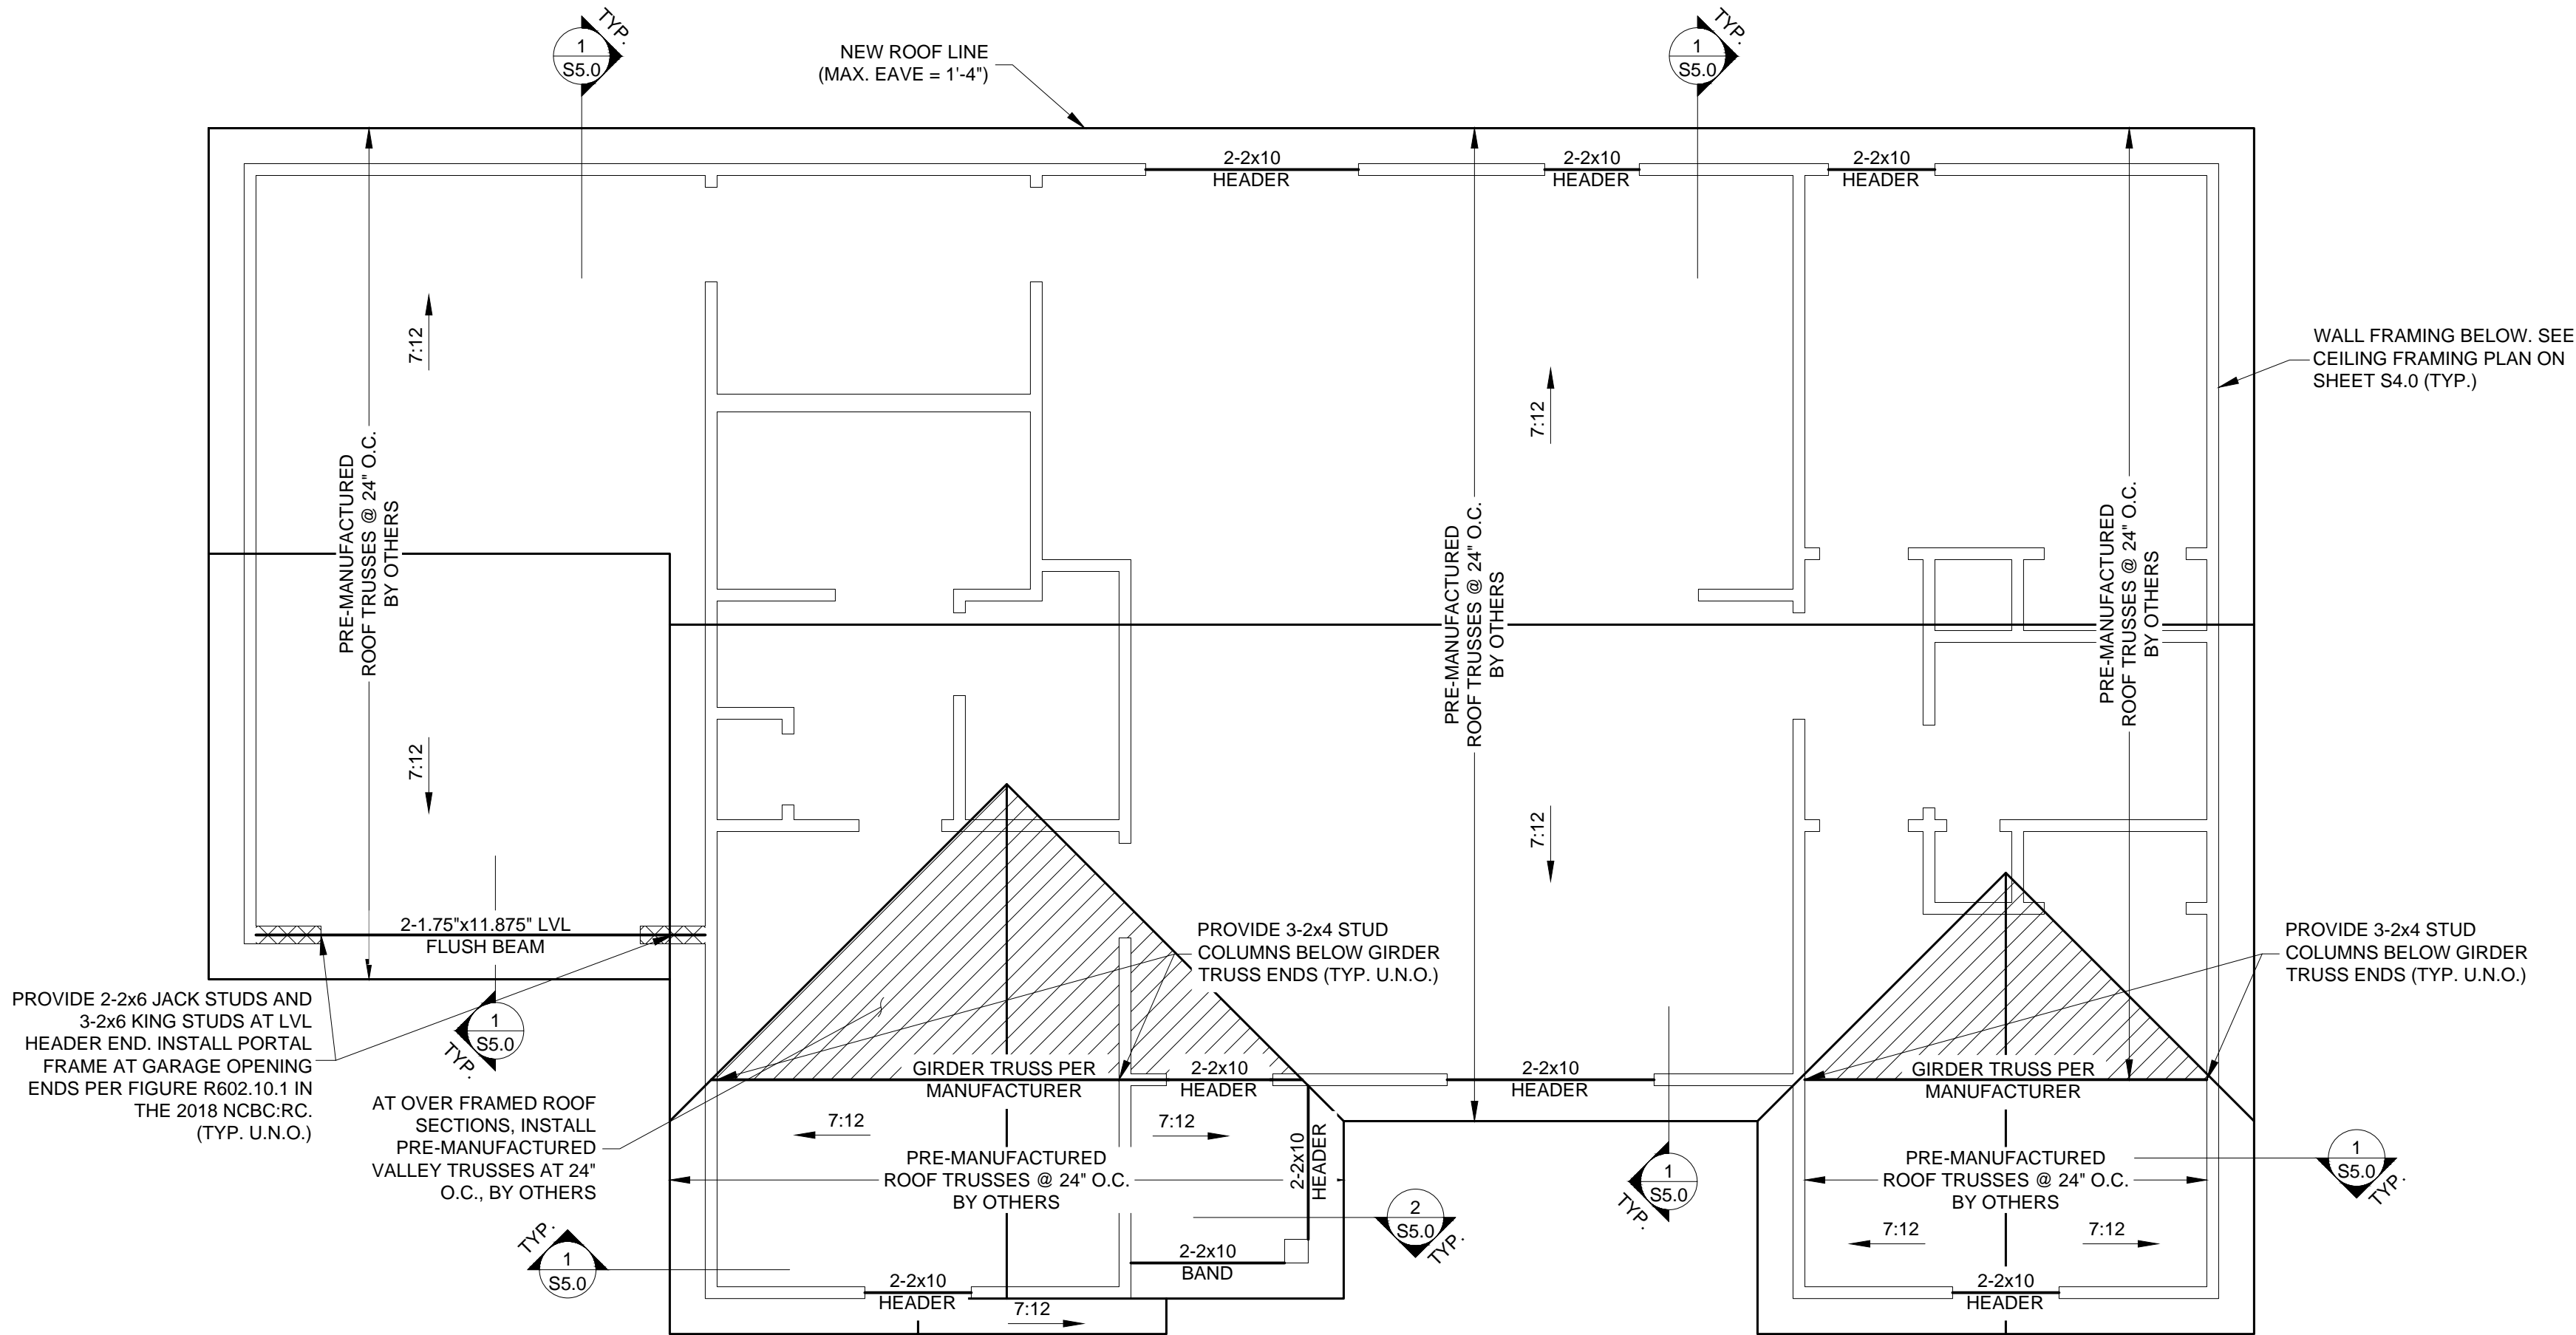 TYP.
1
S5.0
NEW ROOF LINE
(MAX. EAVE = 1'-4")
TYP.
1
S5.0
2-2x10
HEADER
2-2x10
HEADER
2-2x10
HEADER
7:12
7:12
WALL FRAMING BELOW. SEE
CEILING FRAMING PLAN ON
SHEET S4.0 (TYP.)
PRE-MANUFACTURED
ROOF TRUSSES @ 24" O.C.
BY OTHERS
PRE-MANUFACTURED
ROOF TRUSSES @ 24" O.C.
BY OTHERS
PRE-MANUFACTURED
ROOF TRUSSES @ 24" O.C.
BY OTHERS
7:12
7:12
2-1.75"x11.875" LVL
FLUSH BEAM
PROVIDE 3-2x4 STUD
COLUMNS BELOW GIRDER
TRUSS ENDS (TYP. U.N.O.)
PROVIDE 3-2x4 STUD
COLUMNS BELOW GIRDER
TRUSS ENDS (TYP. U.N.O.)
PROVIDE 2-2x6 JACK STUDS AND
3-2x6 KING STUDS AT LVL
HEADER END. INSTALL PORTAL
FRAME AT GARAGE OPENING
ENDS PER FIGURE R602.10.1 IN
THE 2018 NCBC:RC.
(TYP. U.N.O.)
1
S5.0
TYP.
GIRDER TRUSS PER
MANUFACTURER
2-2x10
HEADER
2-2x10
HEADER
GIRDER TRUSS PER
MANUFACTURER
AT OVER FRAMED ROOF
SECTIONS, INSTALL
PRE-MANUFACTURED
VALLEY TRUSSES AT 24"
O.C., BY OTHERS
7:12
7:12
PRE-MANUFACTURED
ROOF TRUSSES @ 24" O.C.
BY OTHERS
2-2x10
HEADER
1
S5.0
TYP.
PRE-MANUFACTURED
ROOF TRUSSES @ 24" O.C.
BY OTHERS
1
S5.0
TYP.
2
S5.0
TYP.
7:12
7:12
TYP.
1
S5.0
2-2x10
BAND
2-2x10
HEADER
7:12
2-2x10
HEADER